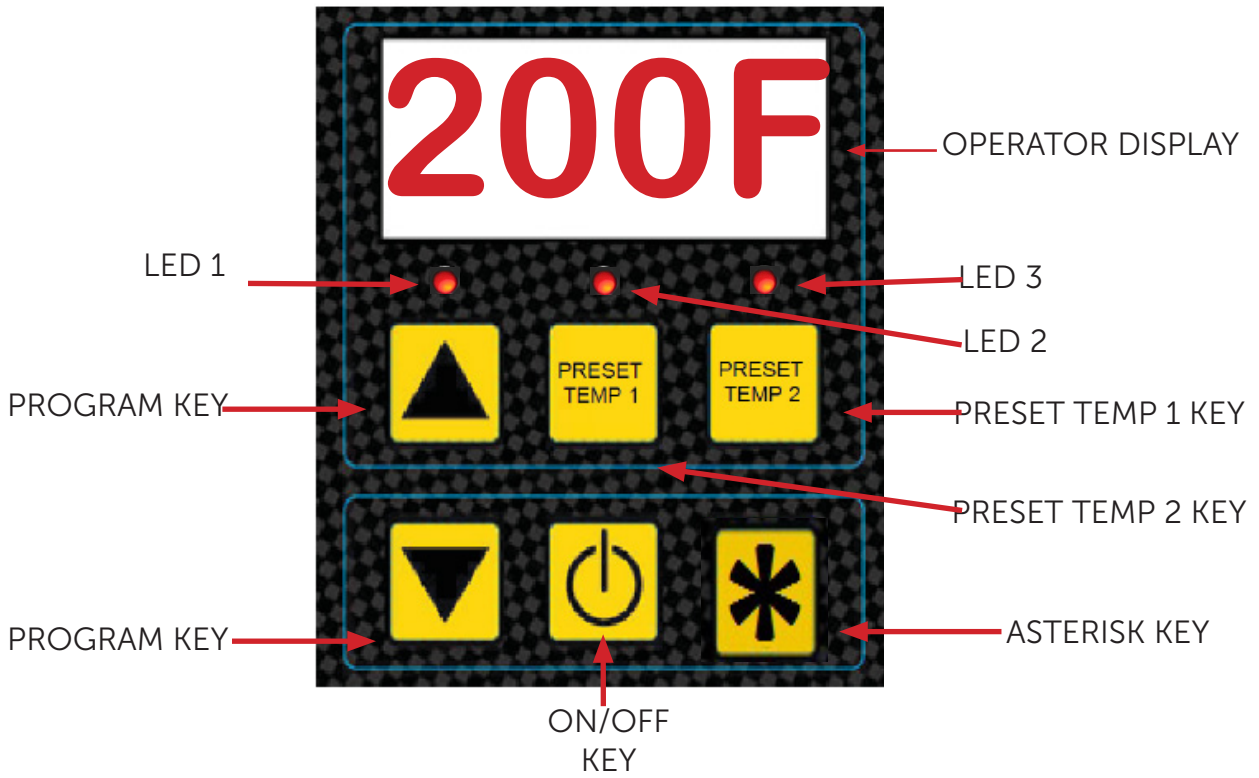 200F
OPERATOR DISPLAY
LED 1
LED 3
LED 2
PRESET
TEMP 1
PRESET
TEMP 2
PROGRAM KEY
PRESET TEMP 1 KEY
PRESET TEMP 2 KEY
PROGRAM KEY
ASTERISK KEY
ON/OFF
KEY